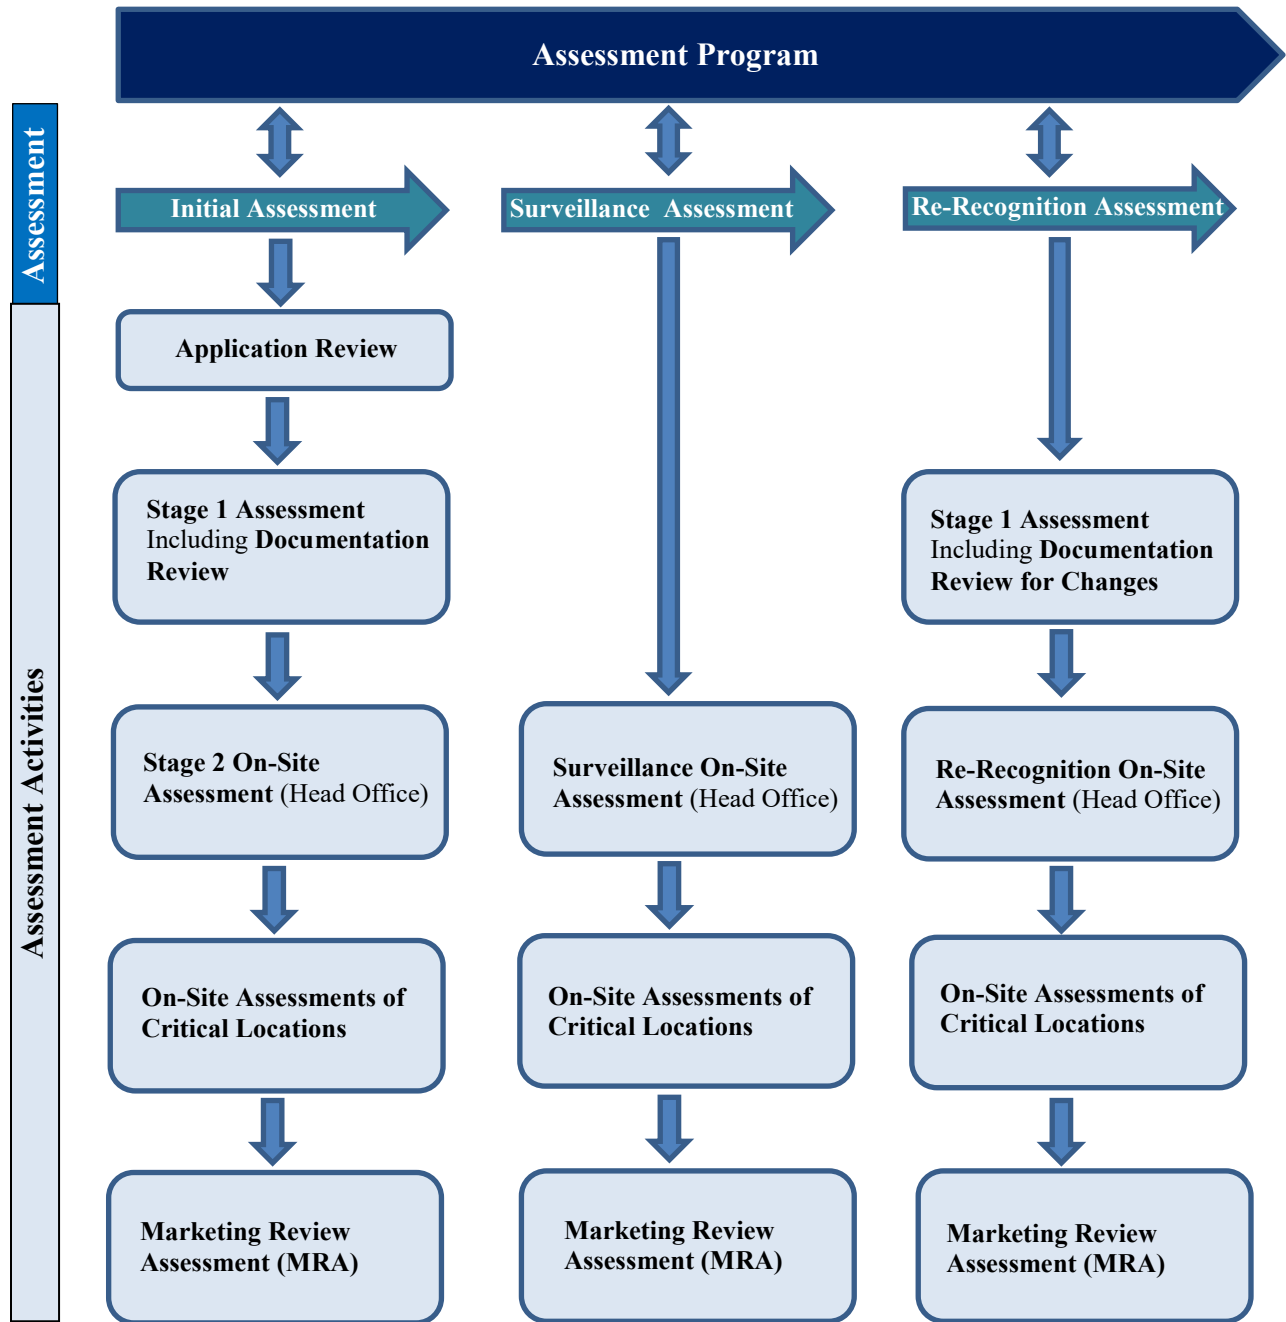 Assessment Program
Assessment
Initial Assessment
Surveillance Assessment
Re-Recognition Assessment
Assessment Activities
Application Review
Stage 1 Assessment
Including Documentation
Review
Stage 1 Assessment
Including Documentation
Review for Changes
Stage 2 On-Site
Assessment (Head Office)
Surveillance On-Site
Assessment (Head Office)
Re-Recognition On-Site
Assessment (Head Office)
On-Site Assessments of
Critical Locations
On-Site Assessments of
Critical Locations
On-Site Assessments of
Critical Locations
Marketing Review
Assessment (MRA)
Marketing Review
Assessment (MRA)
Marketing Review
Assessment (MRA)